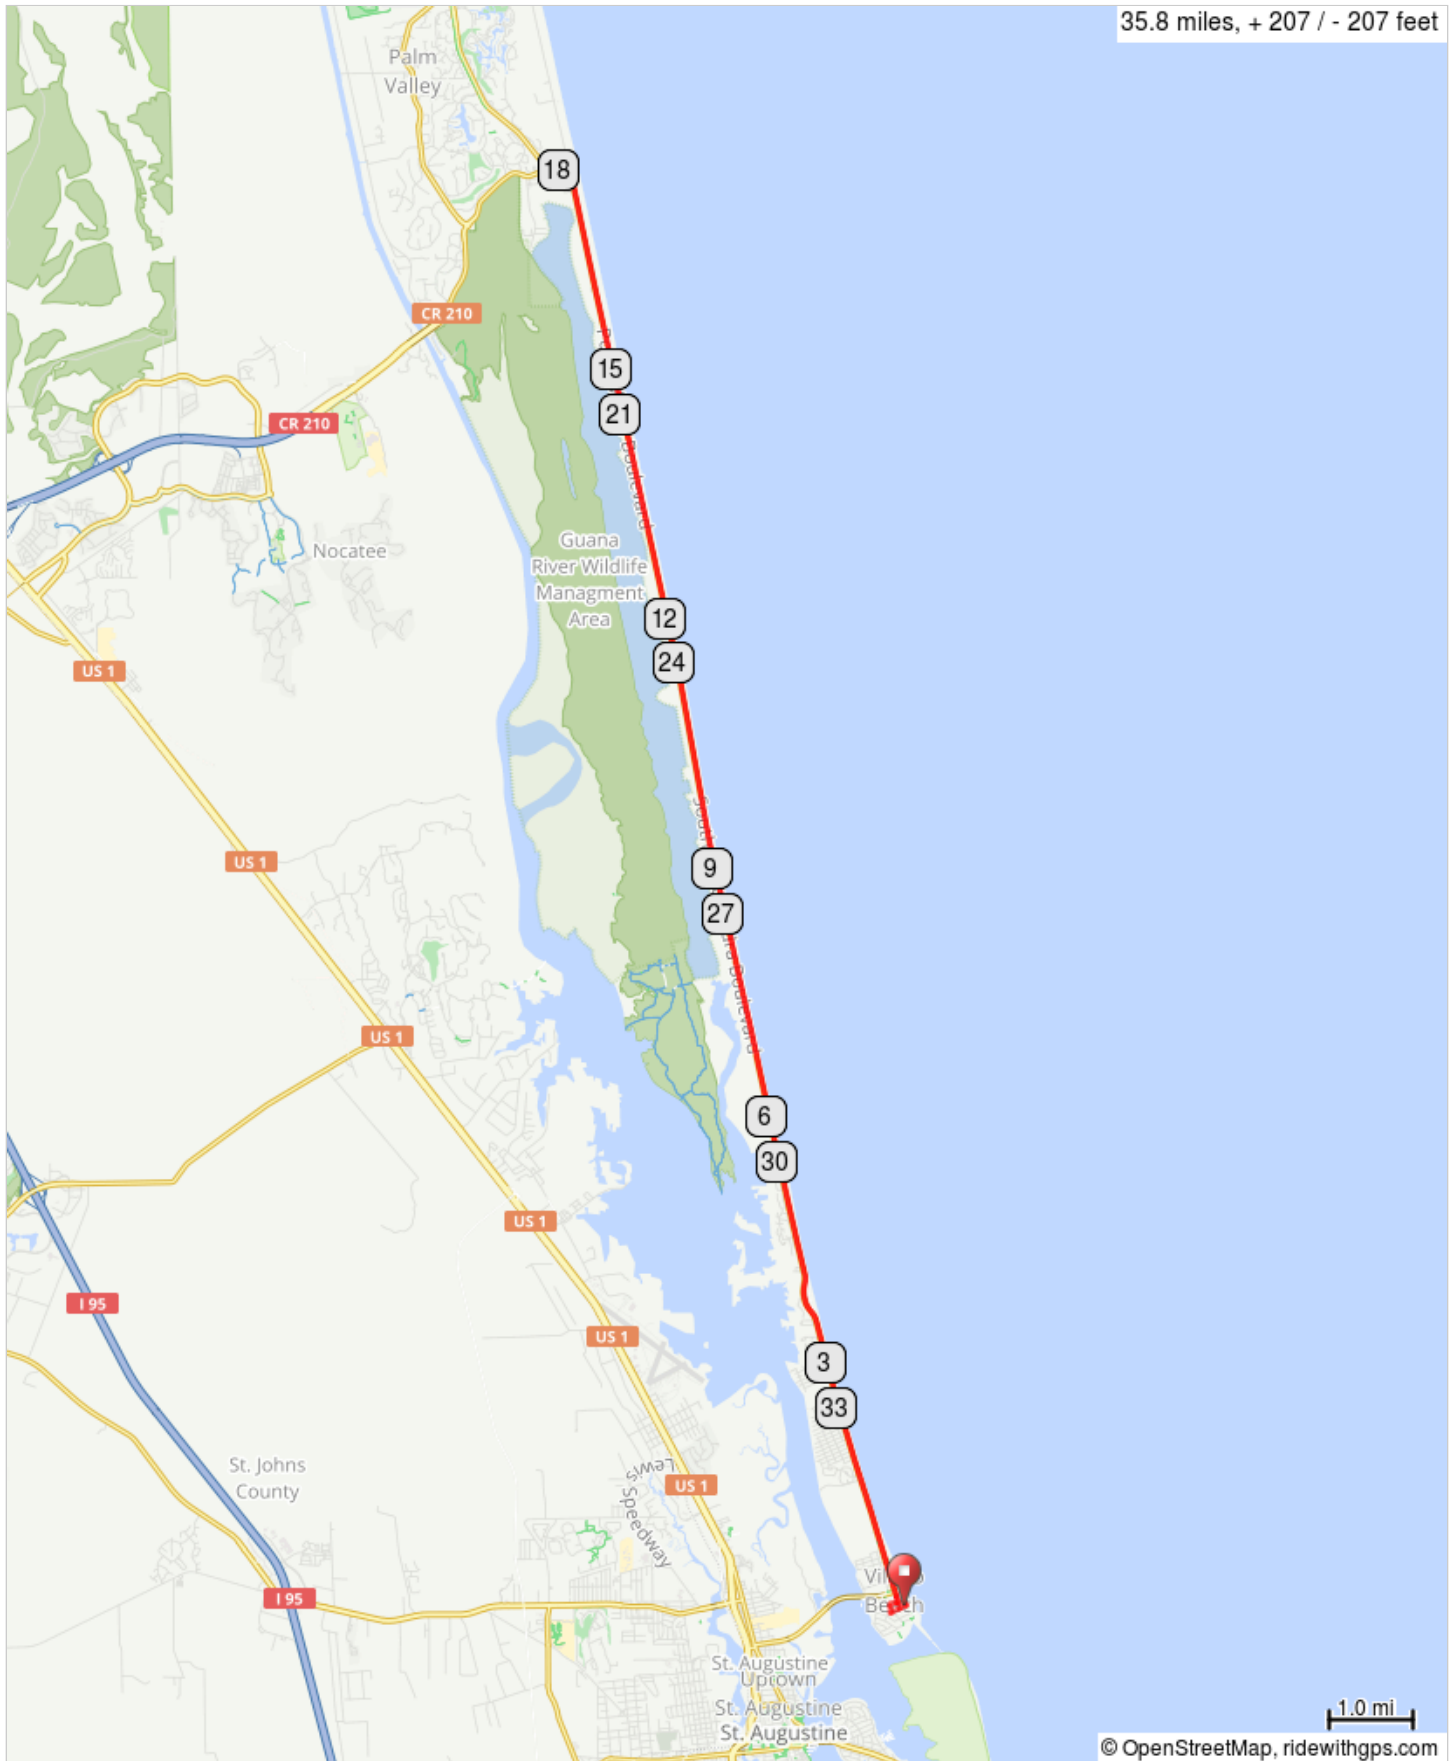 35.8 miles, + 207 / - 207 feet
Palm
Valley
18
CR 210
15
21
CR 210
Boulevard
Nocatee
Guana
River Wildlife
Managment
Area
12
24
US 1
US 1
9
27
Boulevard
US 1
6
30
US 1
I 95
US 1
3
33
St. Johns
County
Lewis
Speedway
US 1
I 95
St. Augustine
Uptown
St. Augustine
St. Augustine
1.0 mi
© OpenStreetMap, ridewithgps.com